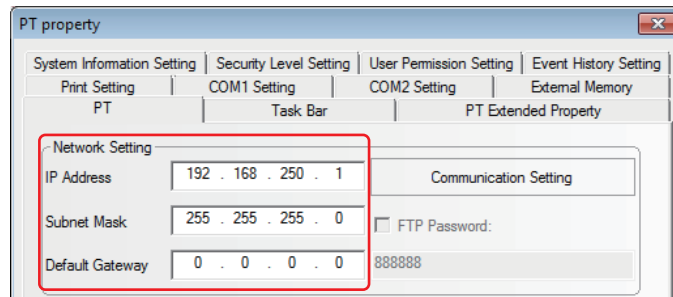 PT property
System Information Setting Security Level Setting User Permission Setting Event History Setting
Print Setting COM1 Setting COM2 Setting External Memory
PT Task Bar PT Extended Property
Network Setting
IP Address 192 . 168 . 250 . 1 Communication Setting
Subnet Mask 255 . 255 . 255 . 0 FTP Password:
Default Gateway 0 . 0 . 0 . 0 888888